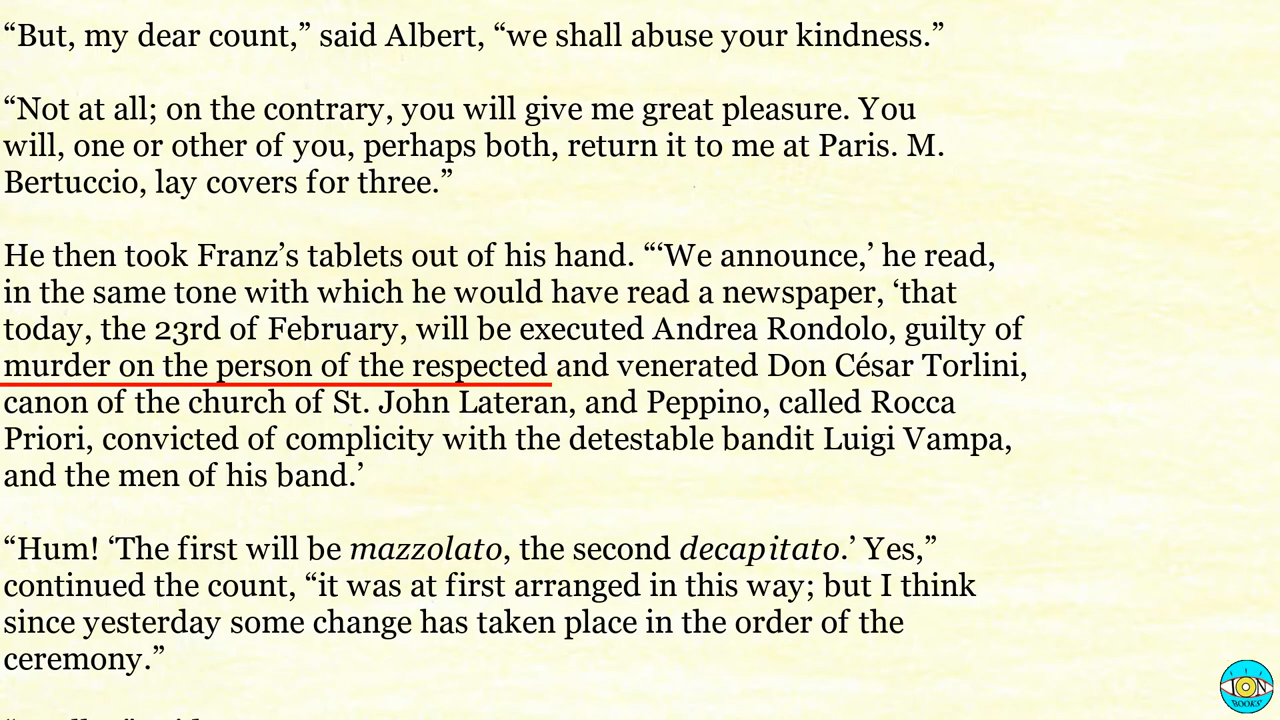 “But, my dear count,” said Albert, “we shall abuse your kindness.”
“Not at all; on the contrary, you will give me great pleasure. You
will, one or other of you, perhaps both, return it to me at Paris. M.
Bertuccio, lay covers for three.”
He then took Franz’s tablets out of his hand. “‘We announce,’ he read,
in the same tone with which he would have read a newspaper, ‘that
today, the 23rd of February, will be executed Andrea Rondolo, guilty of
murder on the person of the respected and venerated Don César Torlini,
canon of the church of St. John Lateran, and Peppino, called Rocca
Priori, convicted of complicity with the detestable bandit Luigi Vampa,
and the men of his band.’
“Hum! ‘The first will be mazzolato, the second decapitato.’ Yes,”
continued the count, “it was at first arranged in this way; but I think
since yesterday some change has taken place in the order of the
ceremony.”
ION
BOOKS